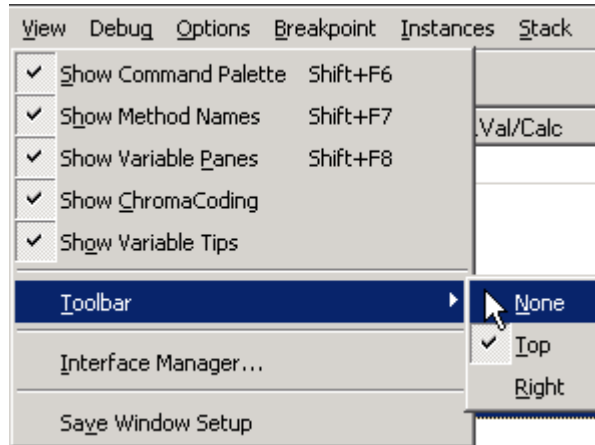 View Debug Options Breakpoint Instances Stack
Show Command Palette Shift+F6
Show Method Names Shift+F7
Val/Calc
Show Variable Panes Shift+F8
Show ChromaCoding
Show Variable Tips
Toolbar None
Top
Interface Manager...
Right
Save Window Setup